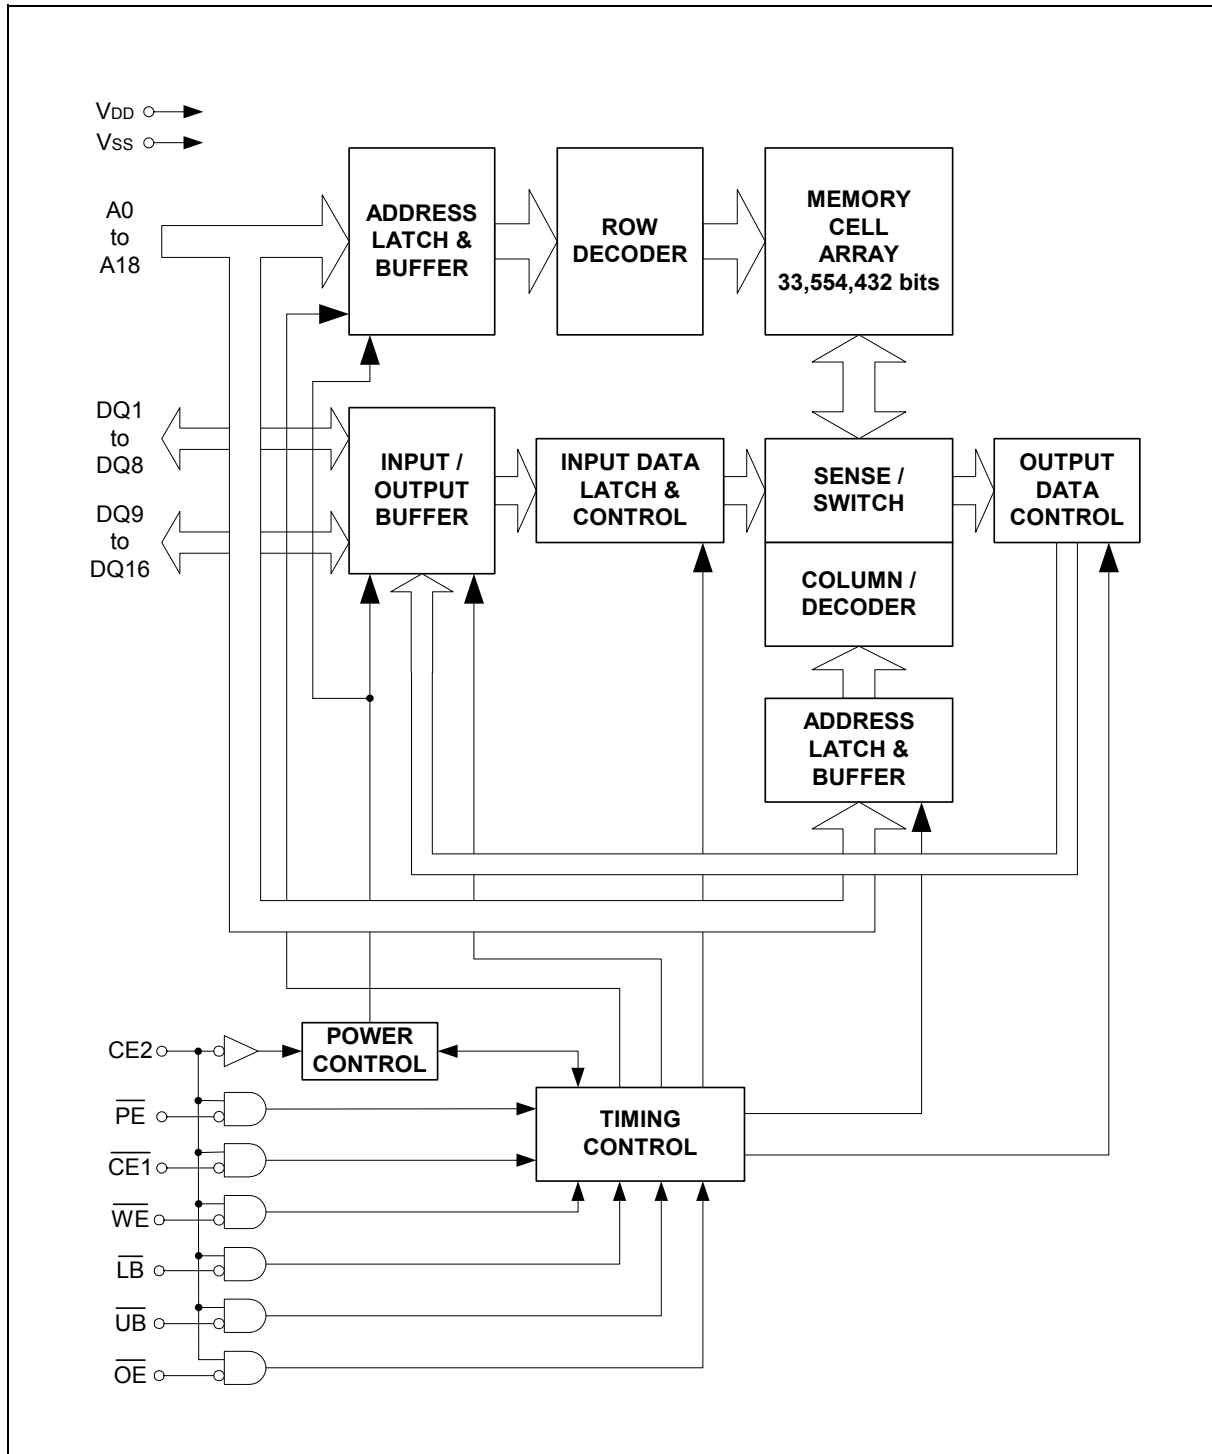 VDD
VSS
A0
to
A18
ADDRESS
LATCH &
BUFFER
ROW
DECODER
MEMORY
CELL
ARRAY
33,554,432 bits
DQ1
to
DQ8
DQ9
to
DQ16
INPUT /
OUTPUT
BUFFER
INPUT DATA
LATCH &
CONTROL
SENSE /
SWITCH
OUTPUT
DATA
CONTROL
COLUMN /
DECODER
ADDRESS
LATCH &
BUFFER
CE2
POWER
CONTROL
PE
CE1
WE
LB
UB
OE
TIMING
CONTROL